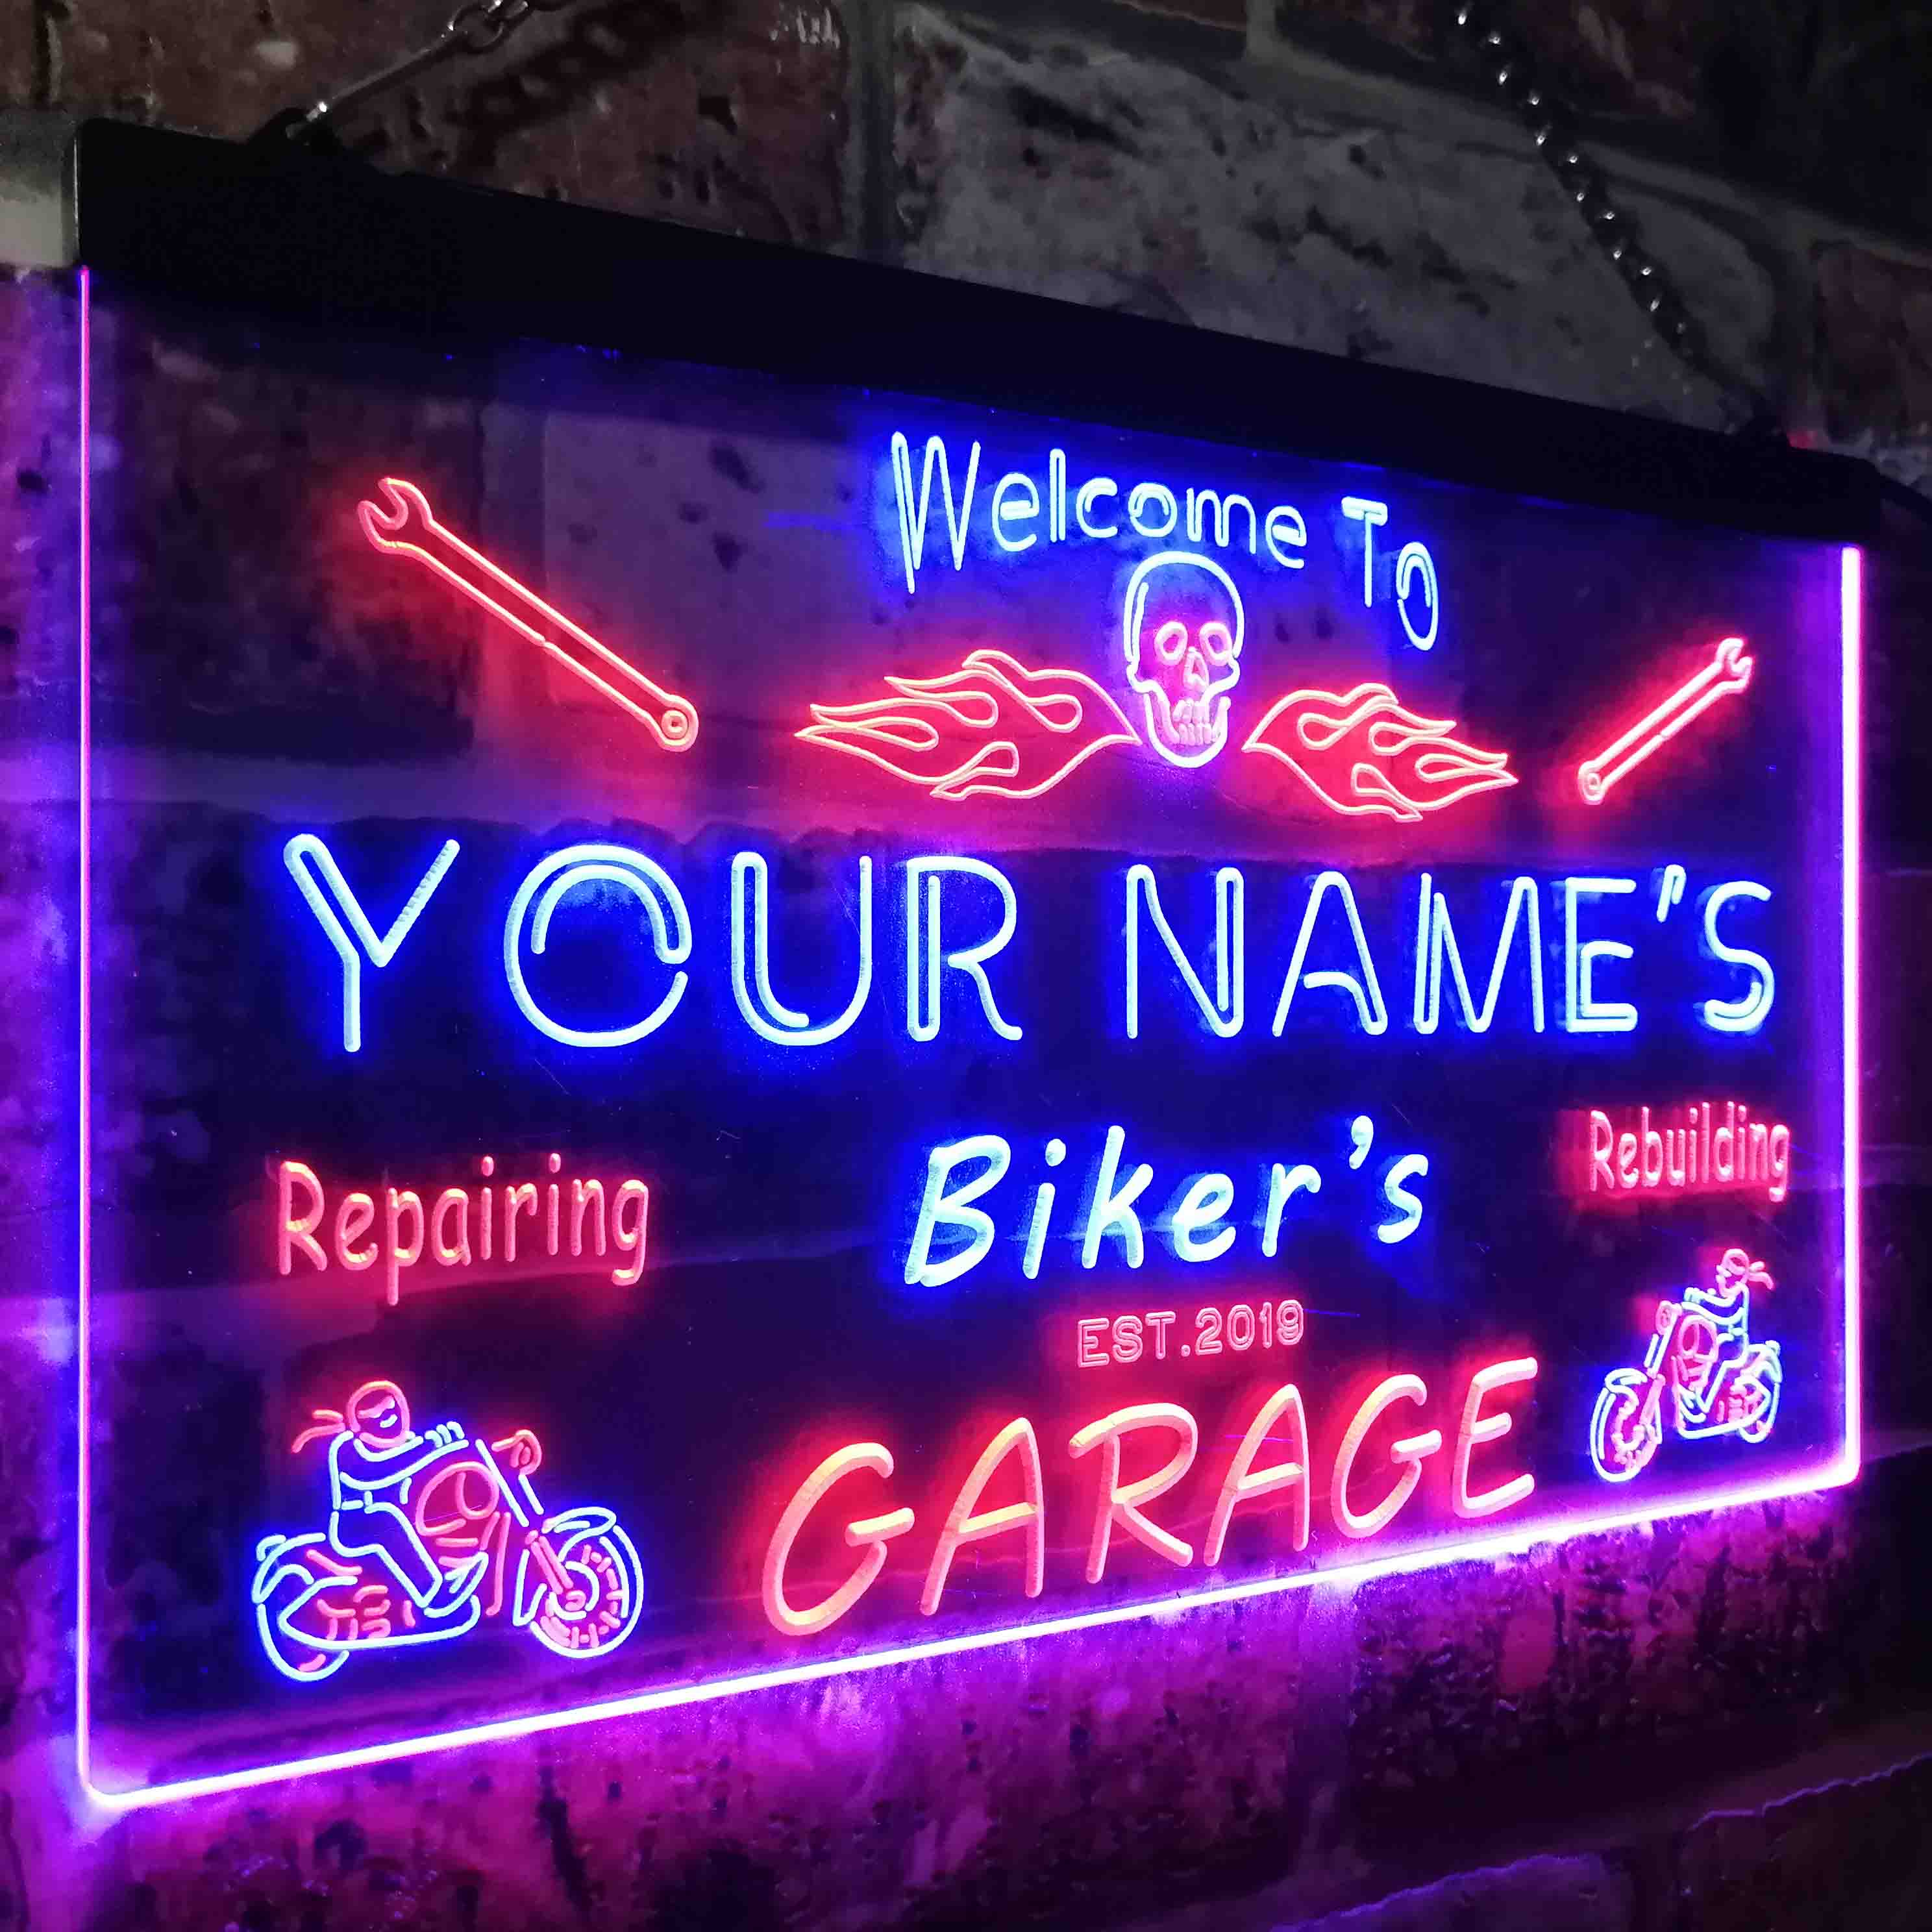 Welcome To
YOUR NAME'S
Repairing
Biker's
Rebuilding
EST.2019
GARAGE